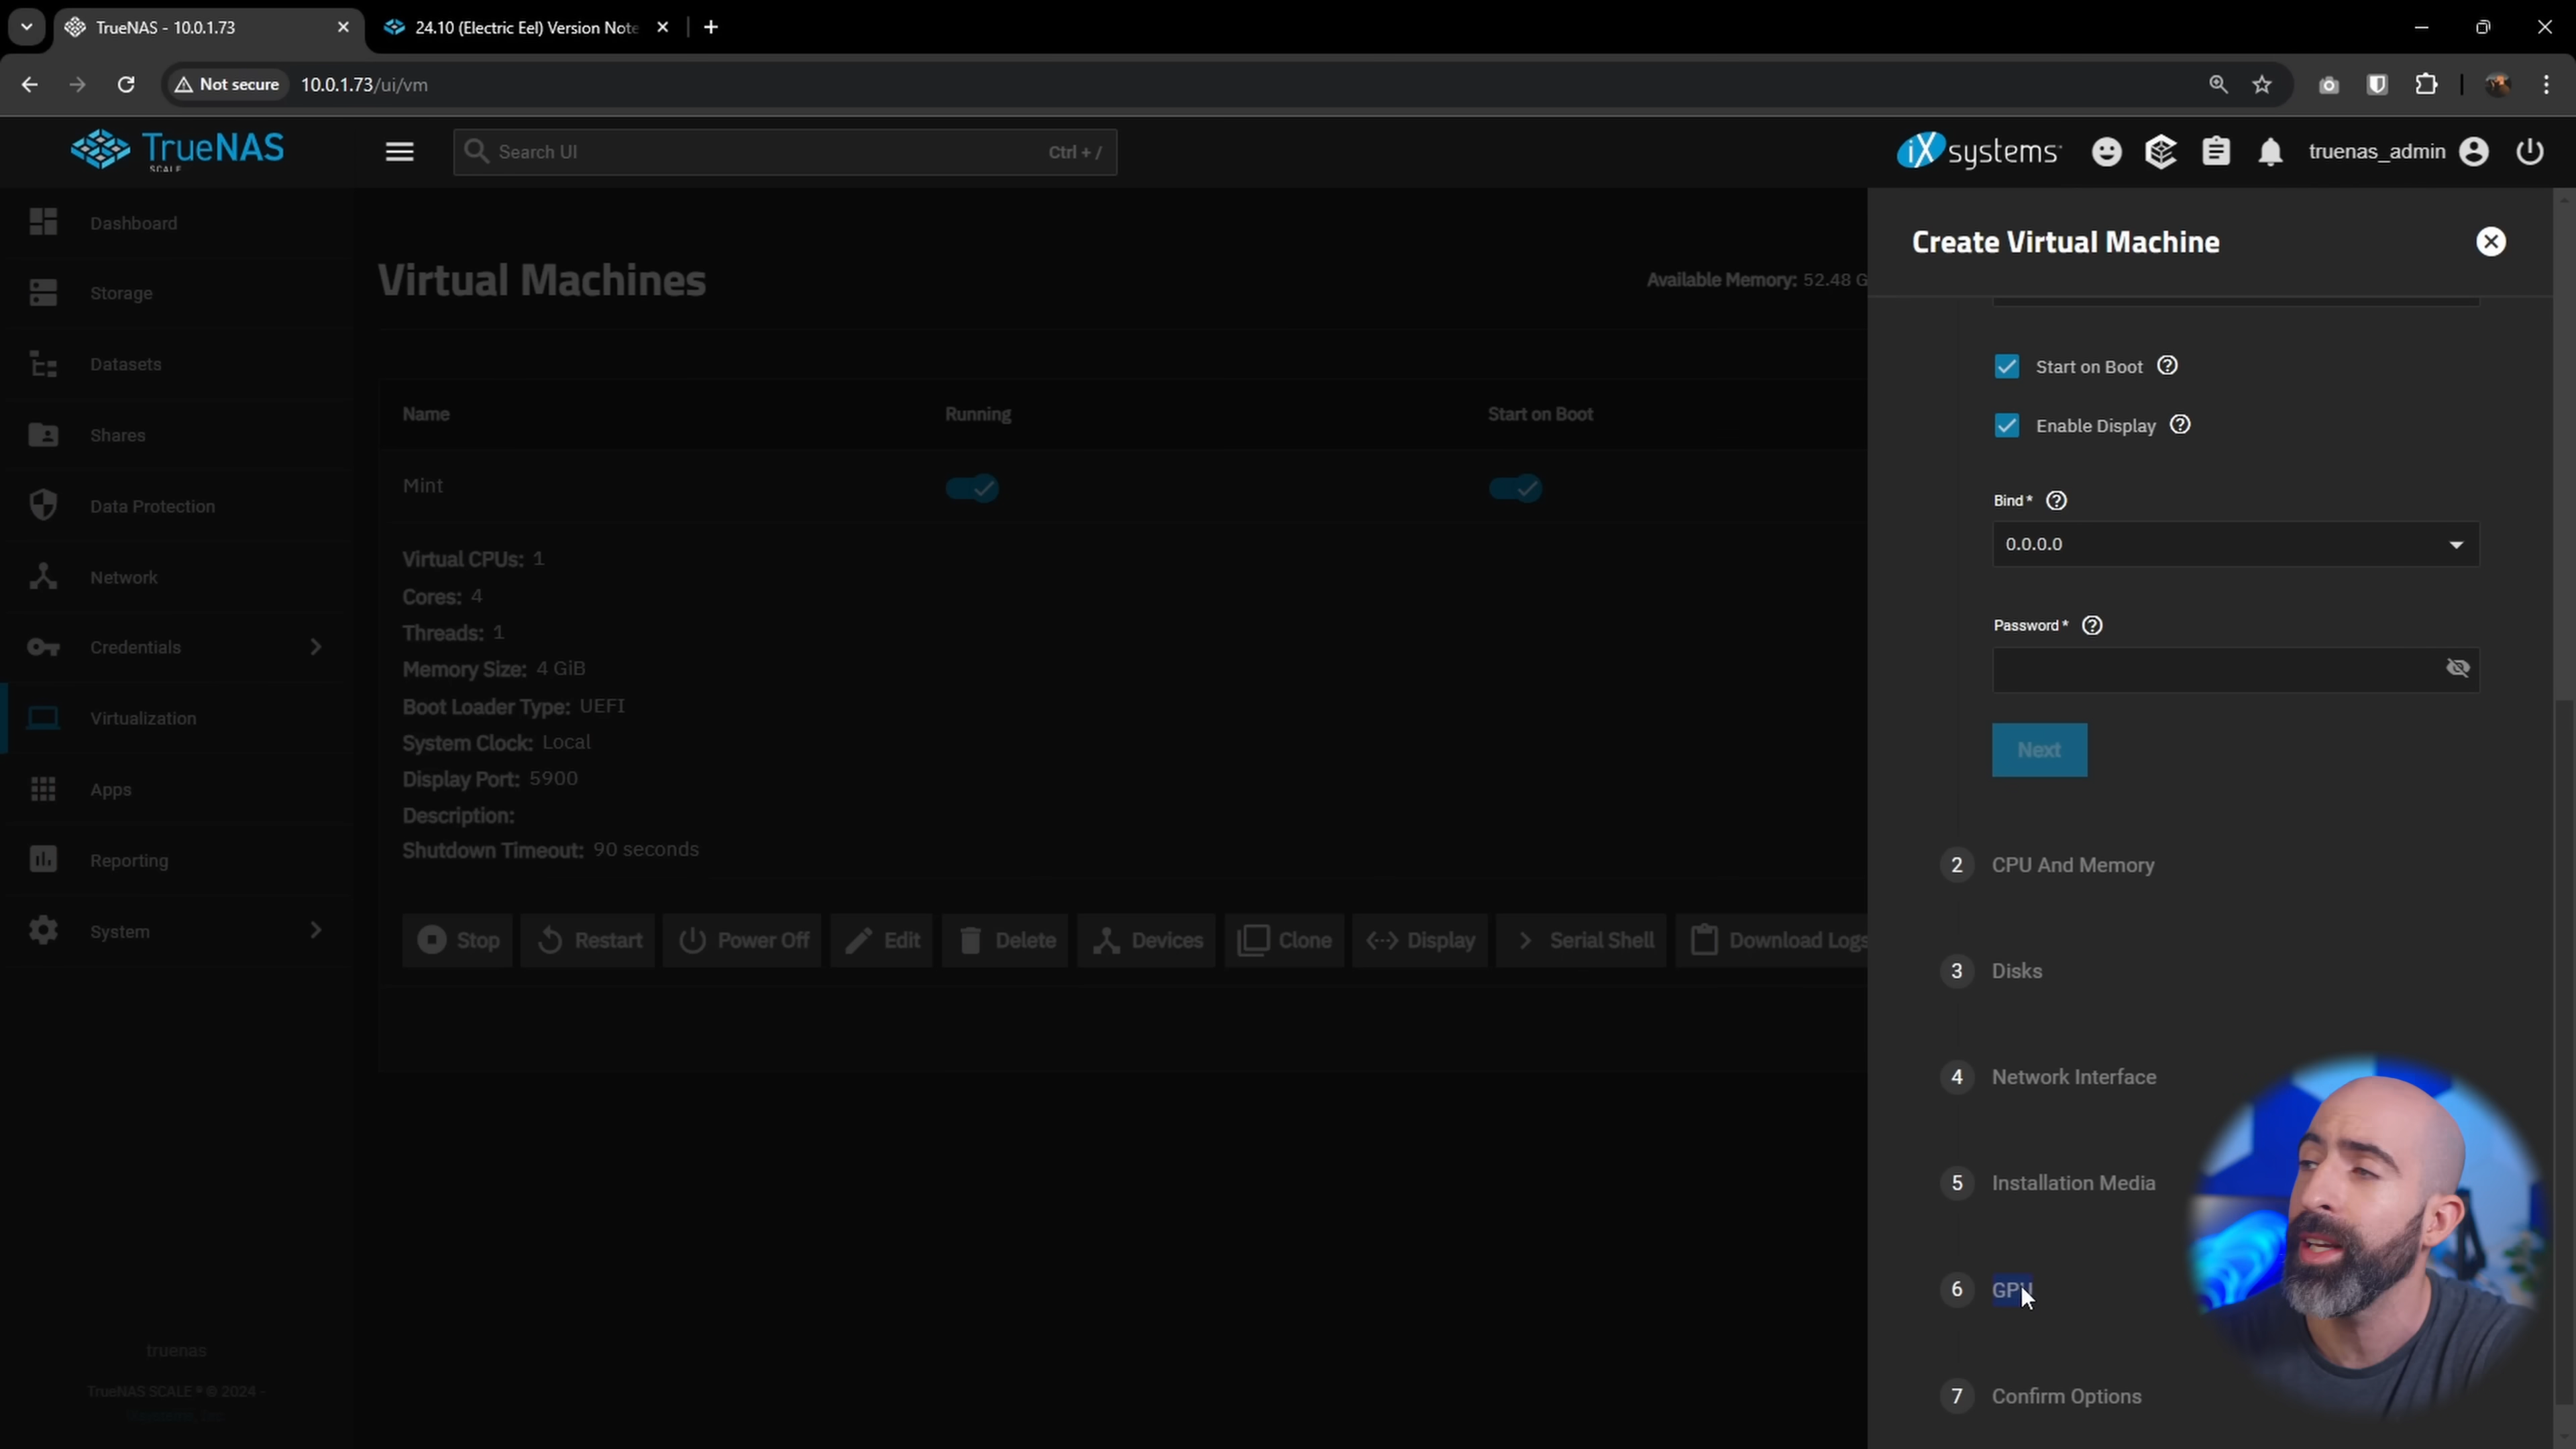 TrueNAS - 10.0.1.73
24.10 (Electric Eel) Version Note
Not secure 10.0.1.73/ui/vm
TrueNAS
SCALE
Search UI Ctrl + /
iX systems
truenas_admin
Dashboard
Storage
Datasets
Shares
Data Protection
Network
Credentials
Virtualization
Apps
Reporting
System
truenas
TrueNAS SCALE ® © 2024 -
Virtual Machines
Available Memory: 52.48 G
Name Running Start on Boot
Mint
Virtual CPUs: 1
Cores: 4
Threads: 1
Memory Size: 4 GiB
Boot Loader Type: UEFI
System Clock: Local
Display Port: 5900
Description:
Shutdown Timeout: 90 seconds
Stop Restart Power Off Edit Delete Devices Clone Display Serial Shell Download Logs
Create Virtual Machine
Start on Boot
Enable Display
Bind *
0.0.0.0
Password *
Next
2 CPU And Memory
3 Disks
4 Network Interface
5 Installation Media
6 GPU
7 Confirm Options